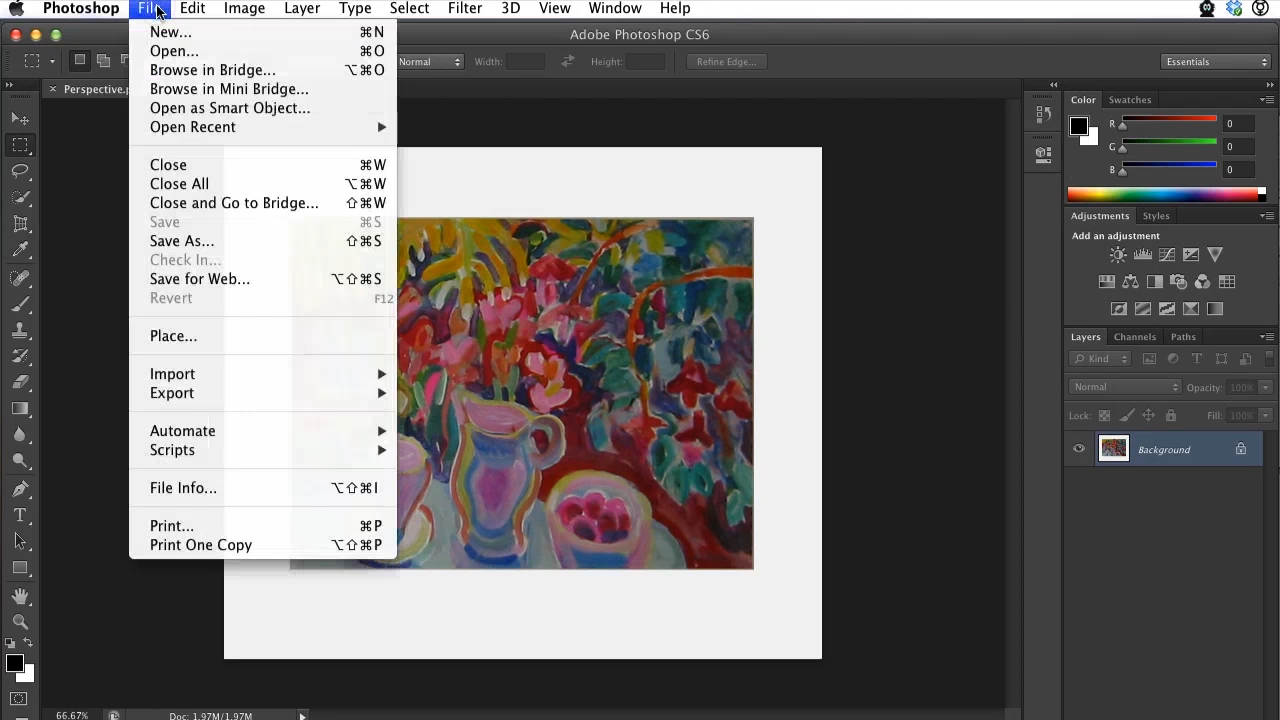 Photoshop File Edit Image Layer Type Select Filter 3D View Window Help
Adobe Photoshop CS6
Normal Width: Height: Refine Edge... Essentials
× Perspective.p
New... ⌘N
Open... ⌘O
Browse in Bridge... ⌥⌘O
Browse in Mini Bridge...
Open as Smart Object...
Open Recent
Close ⌘W
Close All ⌥⌘W
Close and Go to Bridge... ⇧⌘W
Save ⌘S
Save As... ⇧⌘S
Check In...
Save for Web... ⌥⇧⌘S
Revert F12
Place...
Import
Export
Automate
Scripts
File Info... ⌥⇧⌘I
Print... ⌘P
Print One Copy ⌥⇧⌘P
Color Swatches
R 0
G 0
B 0
Adjustments Styles
Add an adjustment
Layers Channels Paths
Kind
Normal Opacity: 100%
Lock: Fill: 100%
Background
66.67% Doc: 1.97M/1.97M